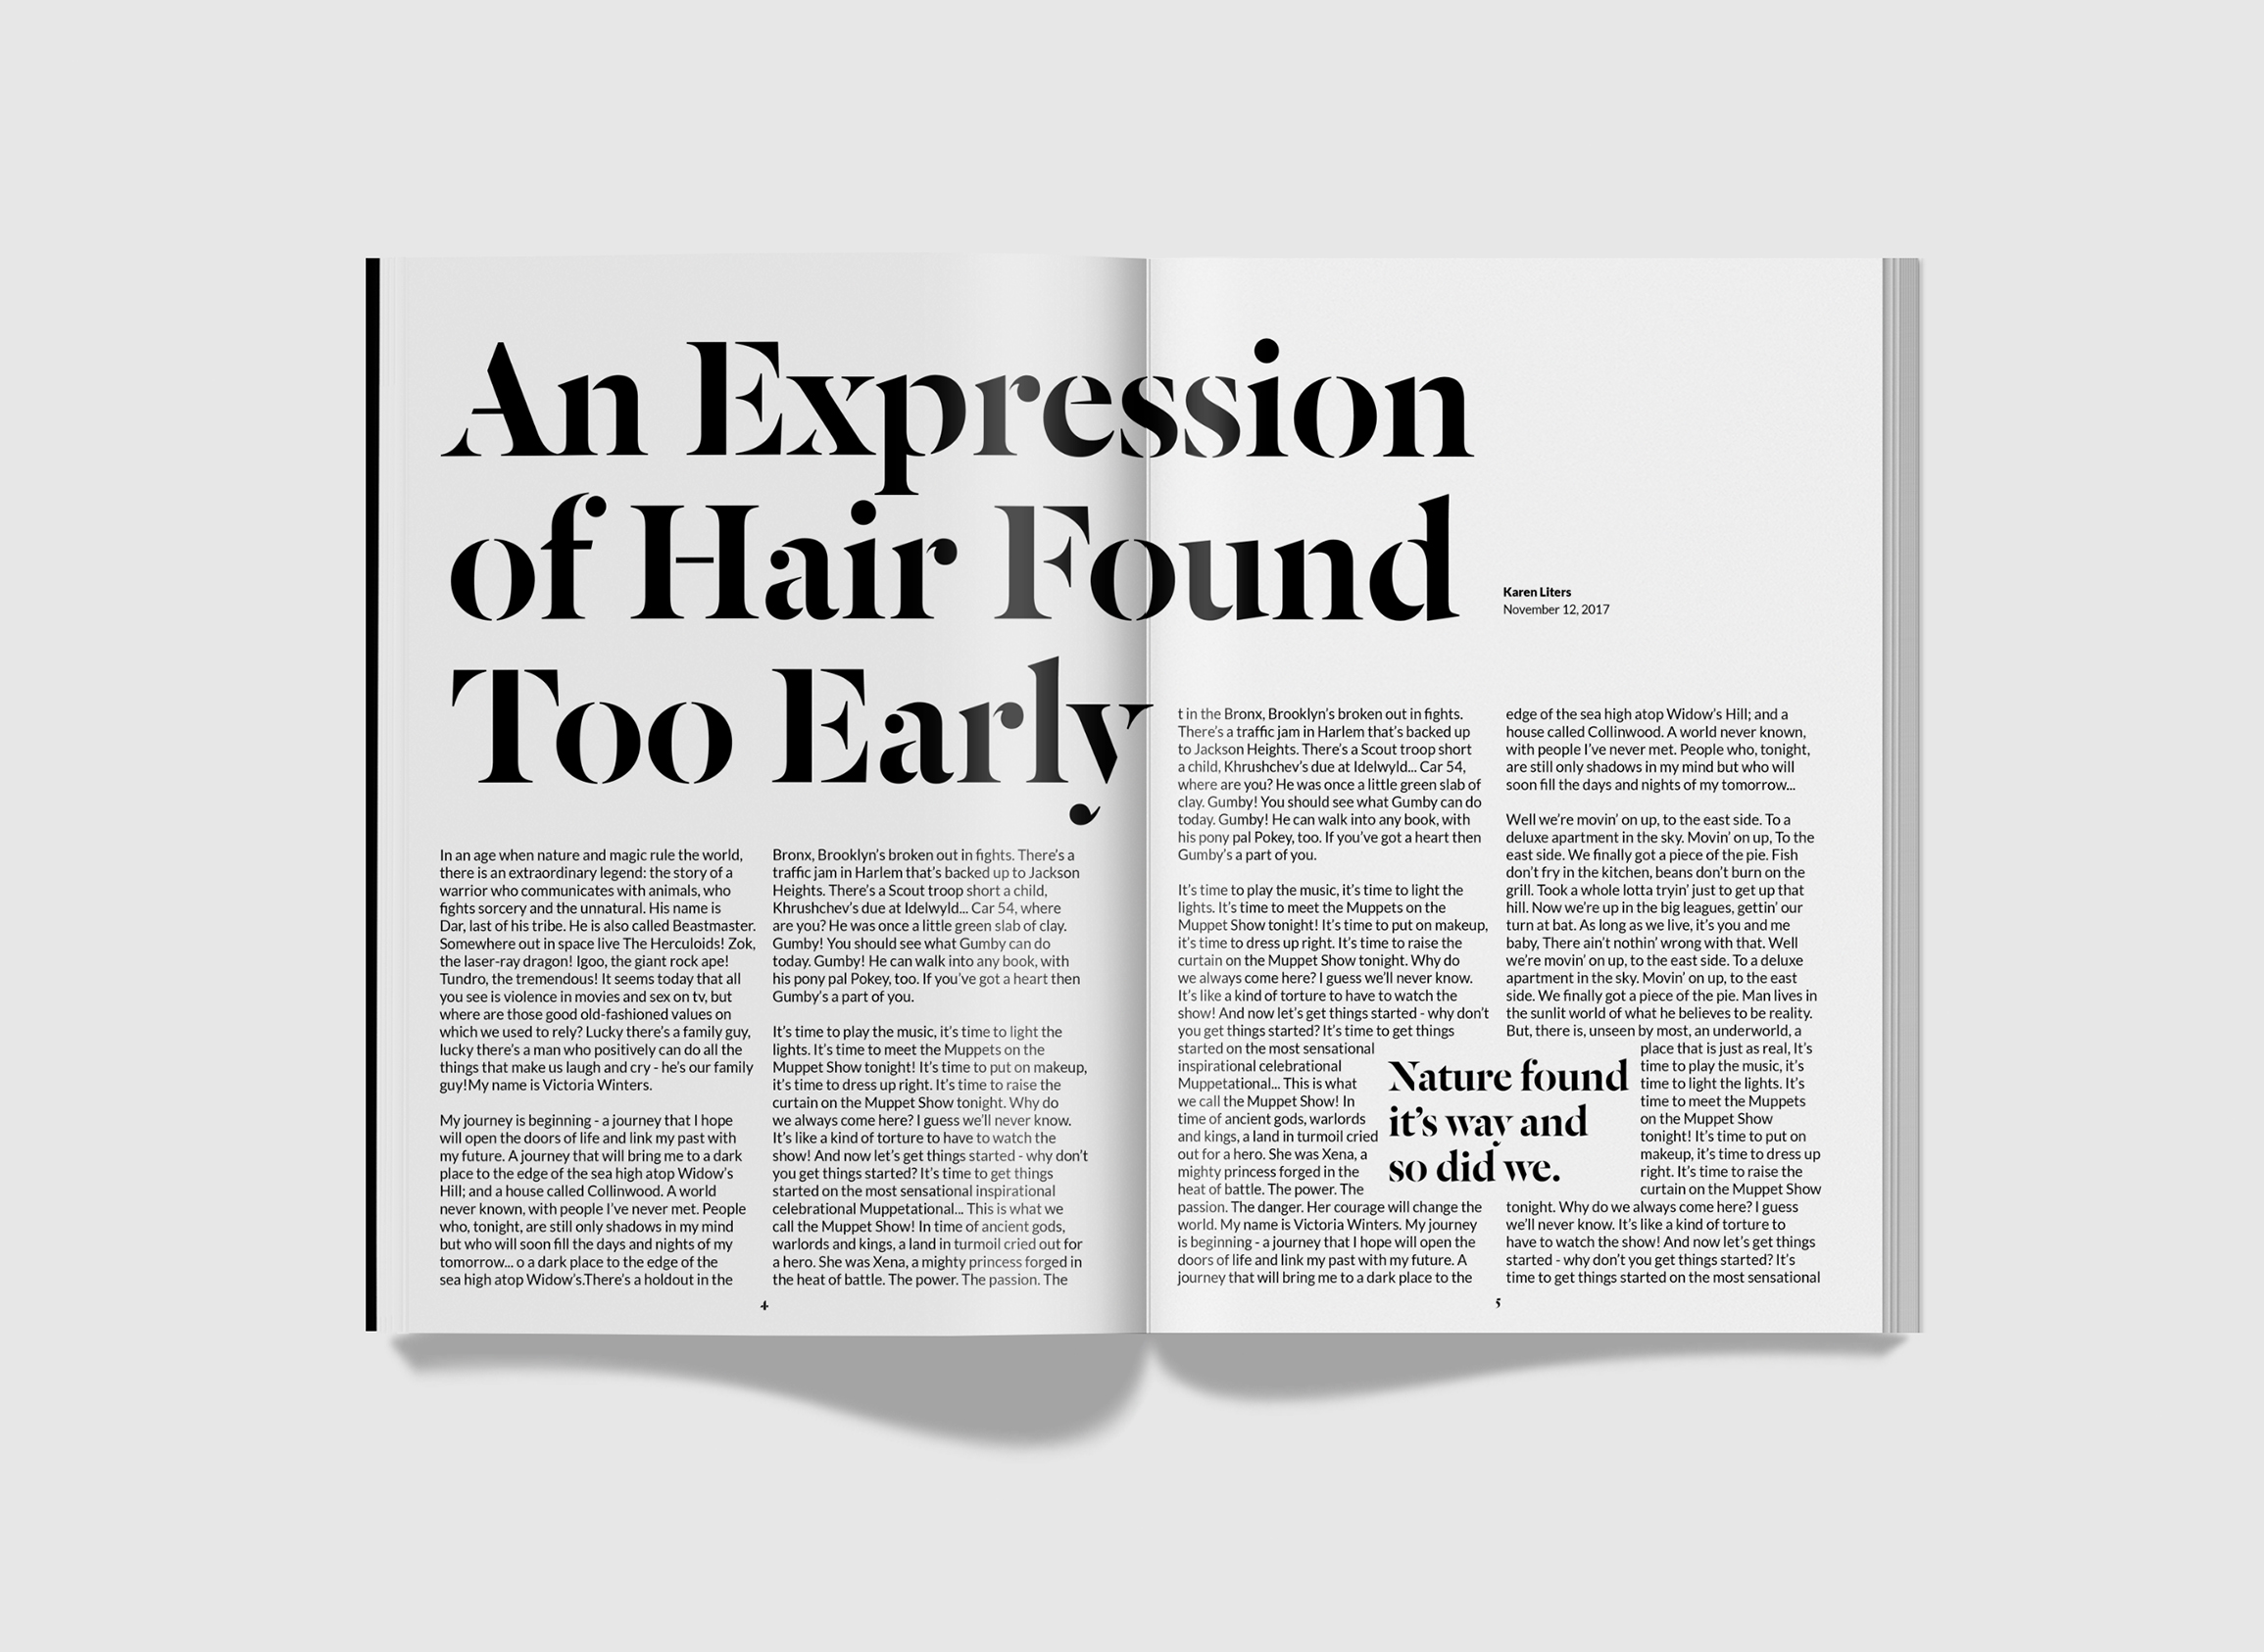 An Expression
of Hair Found
Too Early
Karen Liters
November 12, 2017
In an age when nature and magic rule the world,
there is an extraordinary legend: the story of a
warrior who communicates with animals, who
fights sorcery and the unnatural. His name is
Dar, last of his tribe. He is also called Beastmaster.
Somewhere out in space live The Herculoids! Zok,
the laser-ray dragon! Igoo, the giant rock ape!
Tundro, the tremendous! It seems today that all
you see is violence in movies and sex on tv, but
where are those good old-fashioned values on
which we used to rely? Lucky there's a family guy,
lucky there's a man who positively can do all the
things that make us laugh and cry - he's our family
guy!My name is Victoria Winters.
My journey is beginning - a journey that I hope
will open the doors of life and link my past with
my future. A journey that will bring me to a dark
place to the edge of the sea high atop Widow's
Hill; and a house called Collinwood. A world
never known, with people I've never met. People
who, tonight, are still only shadows in my mind
but who will soon fill the days and nights of my
tomorrow... o a dark place to the edge of the
sea high atop Widow's.There's a holdout in the
Bronx, Brooklyn's broken out in fights. There's a
traffic jam in Harlem that's backed up to Jackson
Heights. There's a Scout troop short a child,
Khrushchev's due at Idelwyld... Car 54, where
are you? He was once a little green slab of clay.
Gumby! You should see what Gumby can do
today. Gumby! He can walk into any book, with
his pony pal Pokey, too. If you've got a heart then
Gumby's a part of you.
It's time to play the music, it's time to light the
lights. It's time to meet the Muppets on the
Muppet Show tonight! It's time to put on makeup,
it's time to dress up right. It's time to raise the
curtain on the Muppet Show tonight. Why do
we always come here? I guess we'll never know.
It's like a kind of torture to have to watch the
show! And now let's get things started - why don't
you get things started? It's time to get things
started on the most sensational inspirational
celebrational Muppetational... This is what we
call the Muppet Show! In time of ancient gods,
warlords and kings, a land in turmoil cried out for
a hero. She was Xena, a mighty princess forged in
the heat of battle. The power. The passion. The
4
t in the Bronx, Brooklyn's broken out in fights.
There's a traffic jam in Harlem that's backed up
to Jackson Heights. There's a Scout troop short
a child, Khrushchev's due at Idelwyld... Car 54,
where are you? He was once a little green slab of
clay. Gumby! You should see what Gumby can do
today. Gumby! He can walk into any book, with
his pony pal Pokey, too. If you've got a heart then
Gumby's a part of you.
It's time to play the music, it's time to light the
lights. It's time to meet the Muppets on the
Muppet Show tonight! It's time to put on makeup,
it's time to dress up right. It's time to raise the
curtain on the Muppet Show tonight. Why do
we always come here? I guess we'll never know.
It's like a kind of torture to have to watch the
show! And now let's get things started - why don't
you get things started? It's time to get things
started on the most sensational
inspirational celebrational
Muppetational... This is what
we call the Muppet Show! In
time of ancient gods, warlords
and kings, a land in turmoil cried
out for a hero. She was Xena, a
mighty princess forged in the
heat of battle. The power. The
passion. The danger. Her courage will change the
world. My name is Victoria Winters. My journey
is beginning - a journey that I hope will open the
doors of life and link my past with my future. A
journey that will bring me to a dark place to the
Nature found
it's way and
so did we.
edge of the sea high atop Widow's Hill; and a
house called Collinwood. A world never known,
with people I've never met. People who, tonight,
are still only shadows in my mind but who will
soon fill the days and nights of my tomorrow...
Well we're movin' on up, to the east side. To a
deluxe apartment in the sky. Movin' on up, To the
east side. We finally got a piece of the pie. Fish
don't fry in the kitchen, beans don't burn on the
grill. Took a whole lotta tryin' just to get up that
hill. Now we're up in the big leagues, gettin' our
turn at bat. As long as we live, it's you and me
baby, There ain't nothin' wrong with that. Well
we're movin' on up, to the east side. To a deluxe
apartment in the sky. Movin' on up, to the east
side. We finally got a piece of the pie. Man lives in
the sunlit world of what he believes to be reality.
But, there is, unseen by most, an underworld, a
place that is just as real, It's
time to play the music, it's
time to light the lights. It's
time to meet the Muppets
on the Muppet Show
tonight! It's time to put on
makeup, it's time to dress up
right. It's time to raise the
curtain on the Muppet Show
tonight. Why do we always come here? I guess
we'll never know. It's like a kind of torture to
have to watch the show! And now let's get things
started - why don't you get things started? It's
time to get things started on the most sensational
5